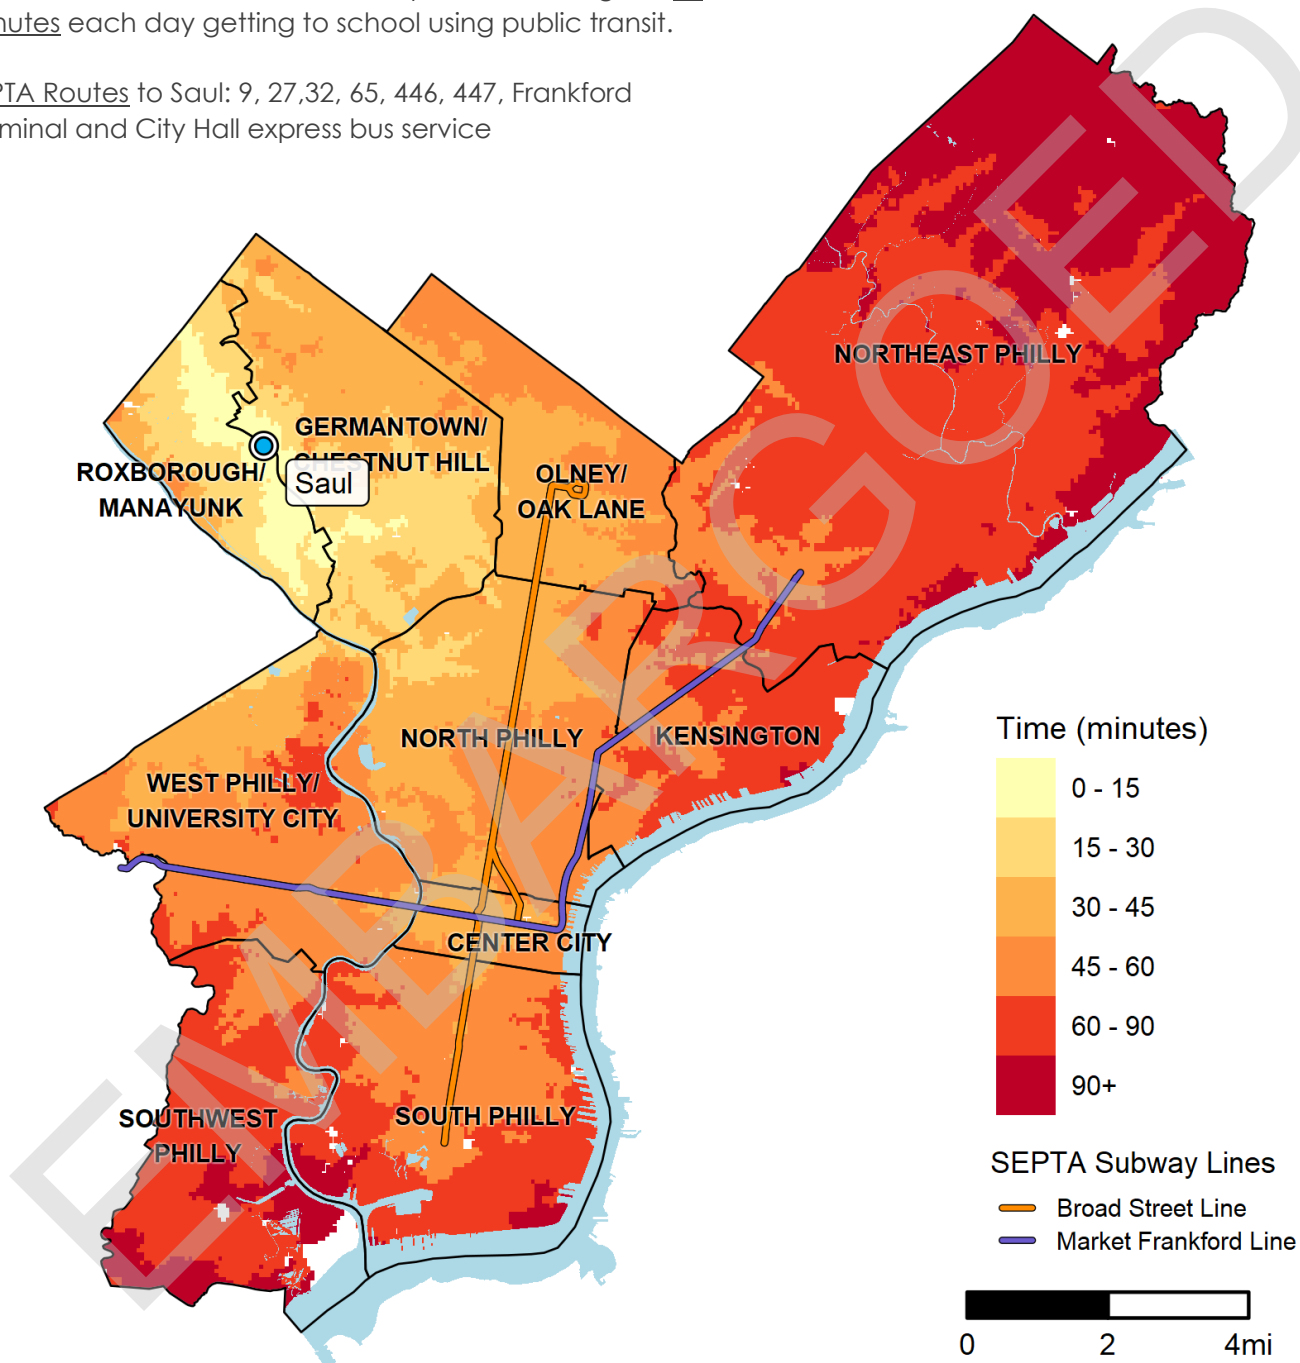 nutes each day getting to school using public transit.
PTA Routes to Saul: 9, 27,32, 65, 446, 447, Frankford
minal and City Hall express bus service
NORTHEAST PHILLY
GERMANTOWN/
CHESTNUT HILL
ROXBOROUGH/
MANAYUNK
Saul
OLNEY/
OAK LANE
NORTH PHILLY
KENSINGTON
WEST PHILLY/
UNIVERSITY CITY
CENTER CITY
SOUTHWEST
PHILLY
SOUTH PHILLY
Time (minutes)
0 - 15
15 - 30
30 - 45
45 - 60
60 - 90
90+
SEPTA Subway Lines
Broad Street Line
Market Frankford Line
0 2 4mi
EMBARGOED